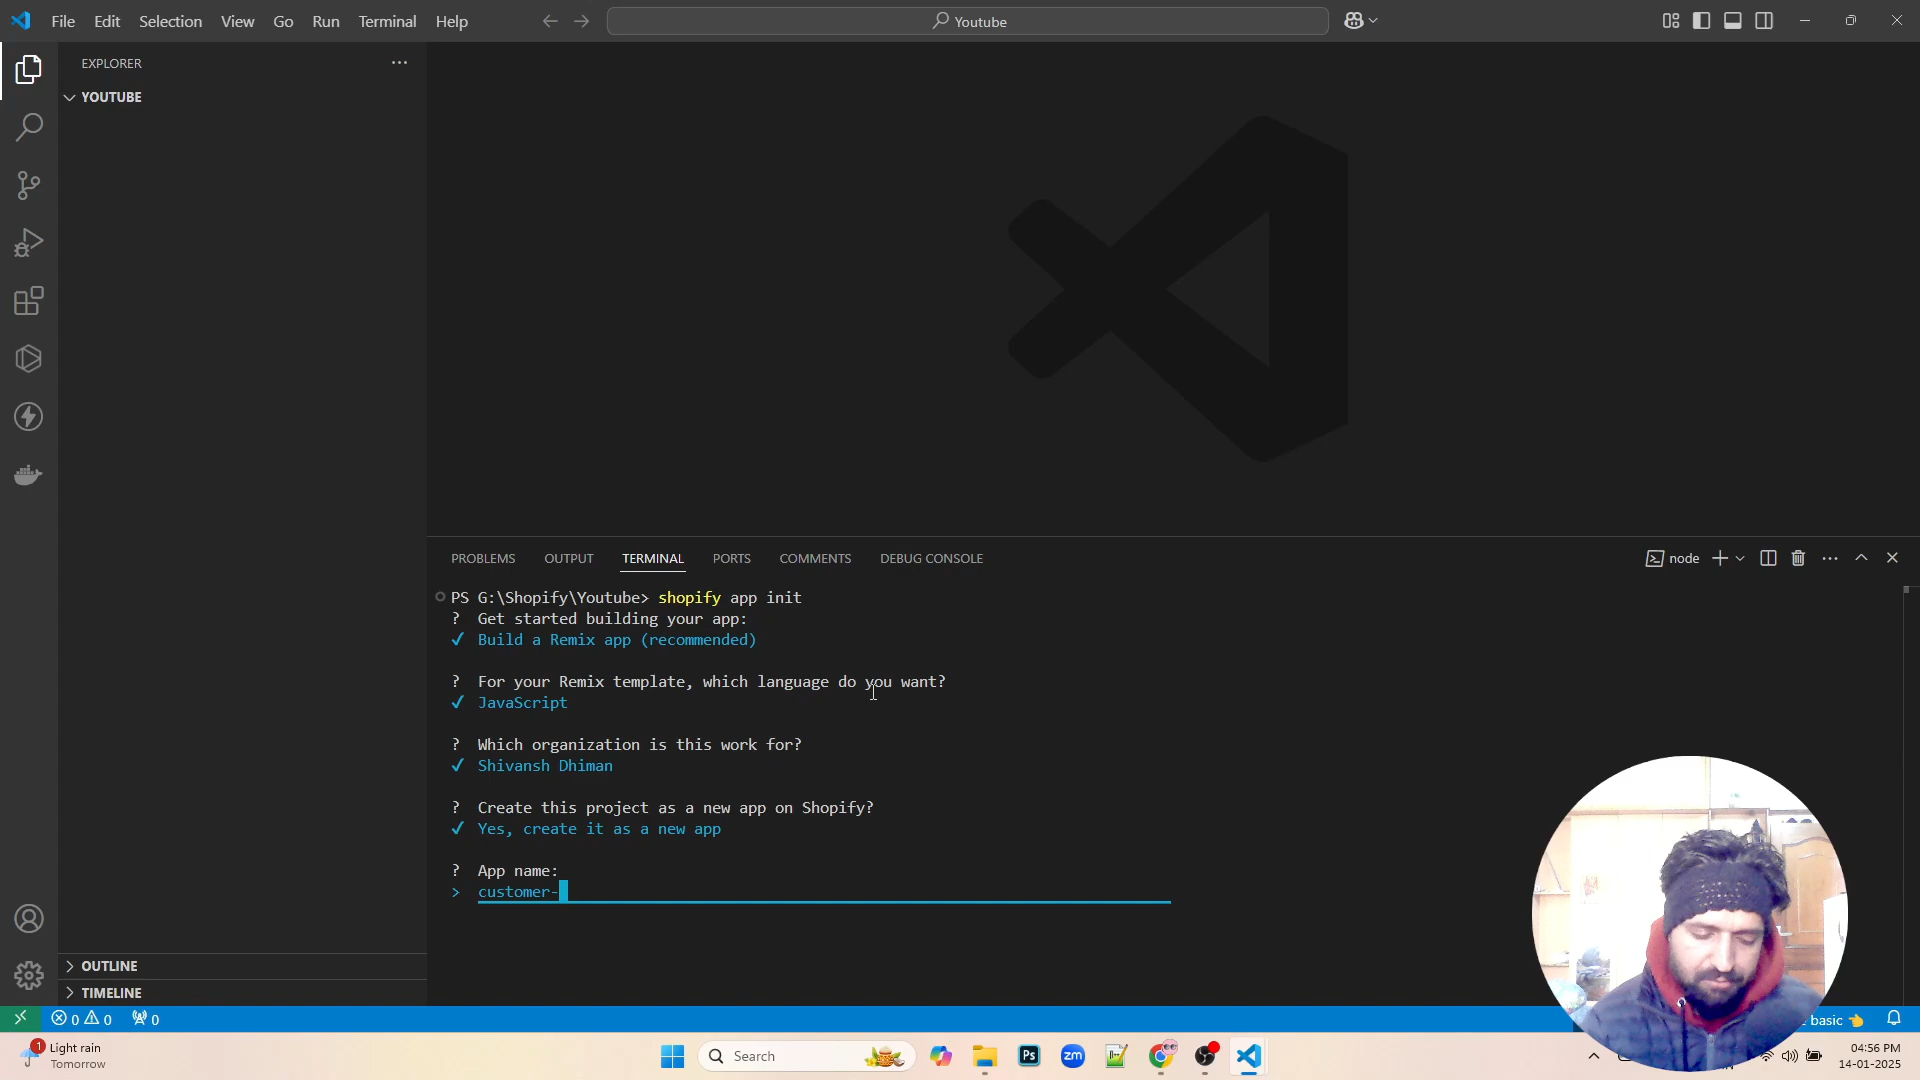 File Edit Selection View Go Run Terminal Help
Youtube
EXPLORER
YOUTUBE
PROBLEMS OUTPUT TERMINAL PORTS COMMENTS DEBUG CONSOLE
node
PS G:\Shopify\Youtube> shopify app init
? Get started building your app:
✓ Build a Remix app (recommended)
? For your Remix template, which language do you want?
✓ JavaScript
? Which organization is this work for?
✓ Shivansh Dhiman
? Create this project as a new app on Shopify?
✓ Yes, create it as a new app
? App name:
> customer-
OUTLINE
TIMELINE
0 0 0
basic
1
Light rain
Tomorrow
Search
Ps
zm
04:56 PM
14-01-2025